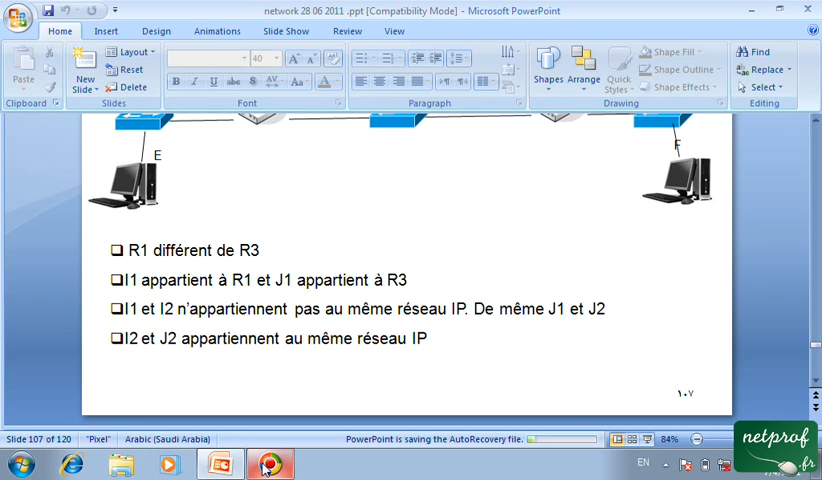 network 28 06 2011 .ppt [Compatibility Mode] - Microsoft PowerPoint
Home Insert Design Animations Slide Show Review View
Paste
New
Slide
Layout
Reset
Delete
40
B I U abc S AV Aa A
Shapes
Arrange
Quick
Styles
Shape Fill
Shape Outline
Shape Effects
Find
Replace
Select
Clipboard Slides Font Paragraph Drawing Editing
E
F
R1 différent de R3
I1 appartient à R1 et J1 appartient à R3
I1 et I2 n’appartiennent pas au même réseau IP. De même J1 et J2
I2 et J2 appartiennent au même réseau IP
١٠٧
Slide 107 of 120 "Pixel" Arabic (Saudi Arabia) PowerPoint is saving the AutoRecovery file. 84%
EN
netprof
.fr